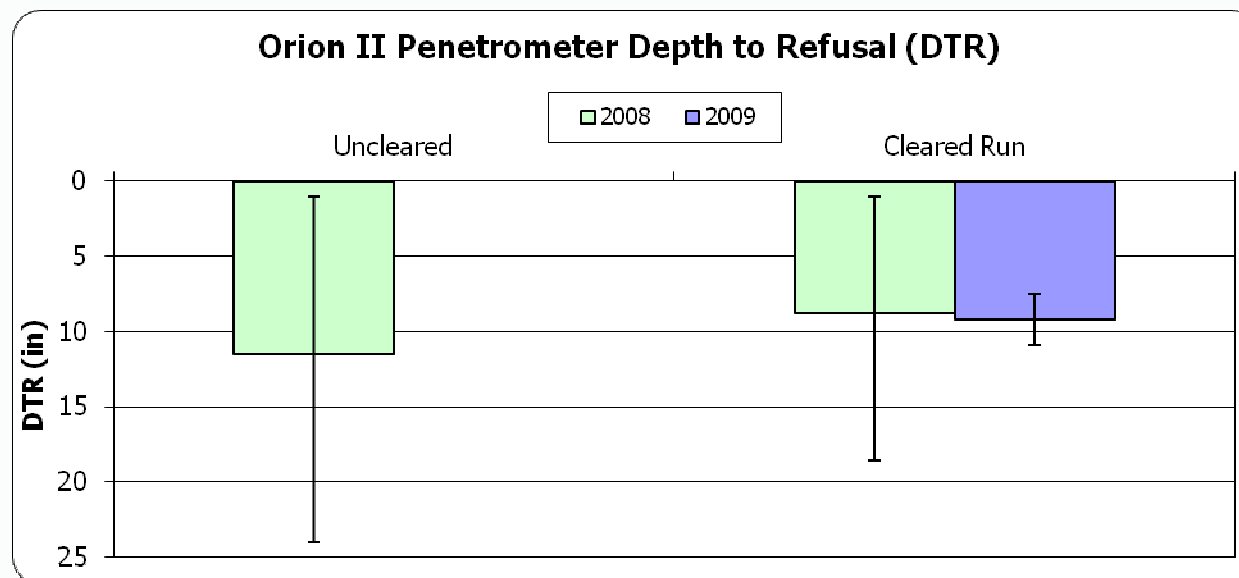 Orion II Penetrometer Depth to Refusal (DTR)
2008 2009
Uncleared Cleared Run
0
5
10
15
20
25
DTR (in)